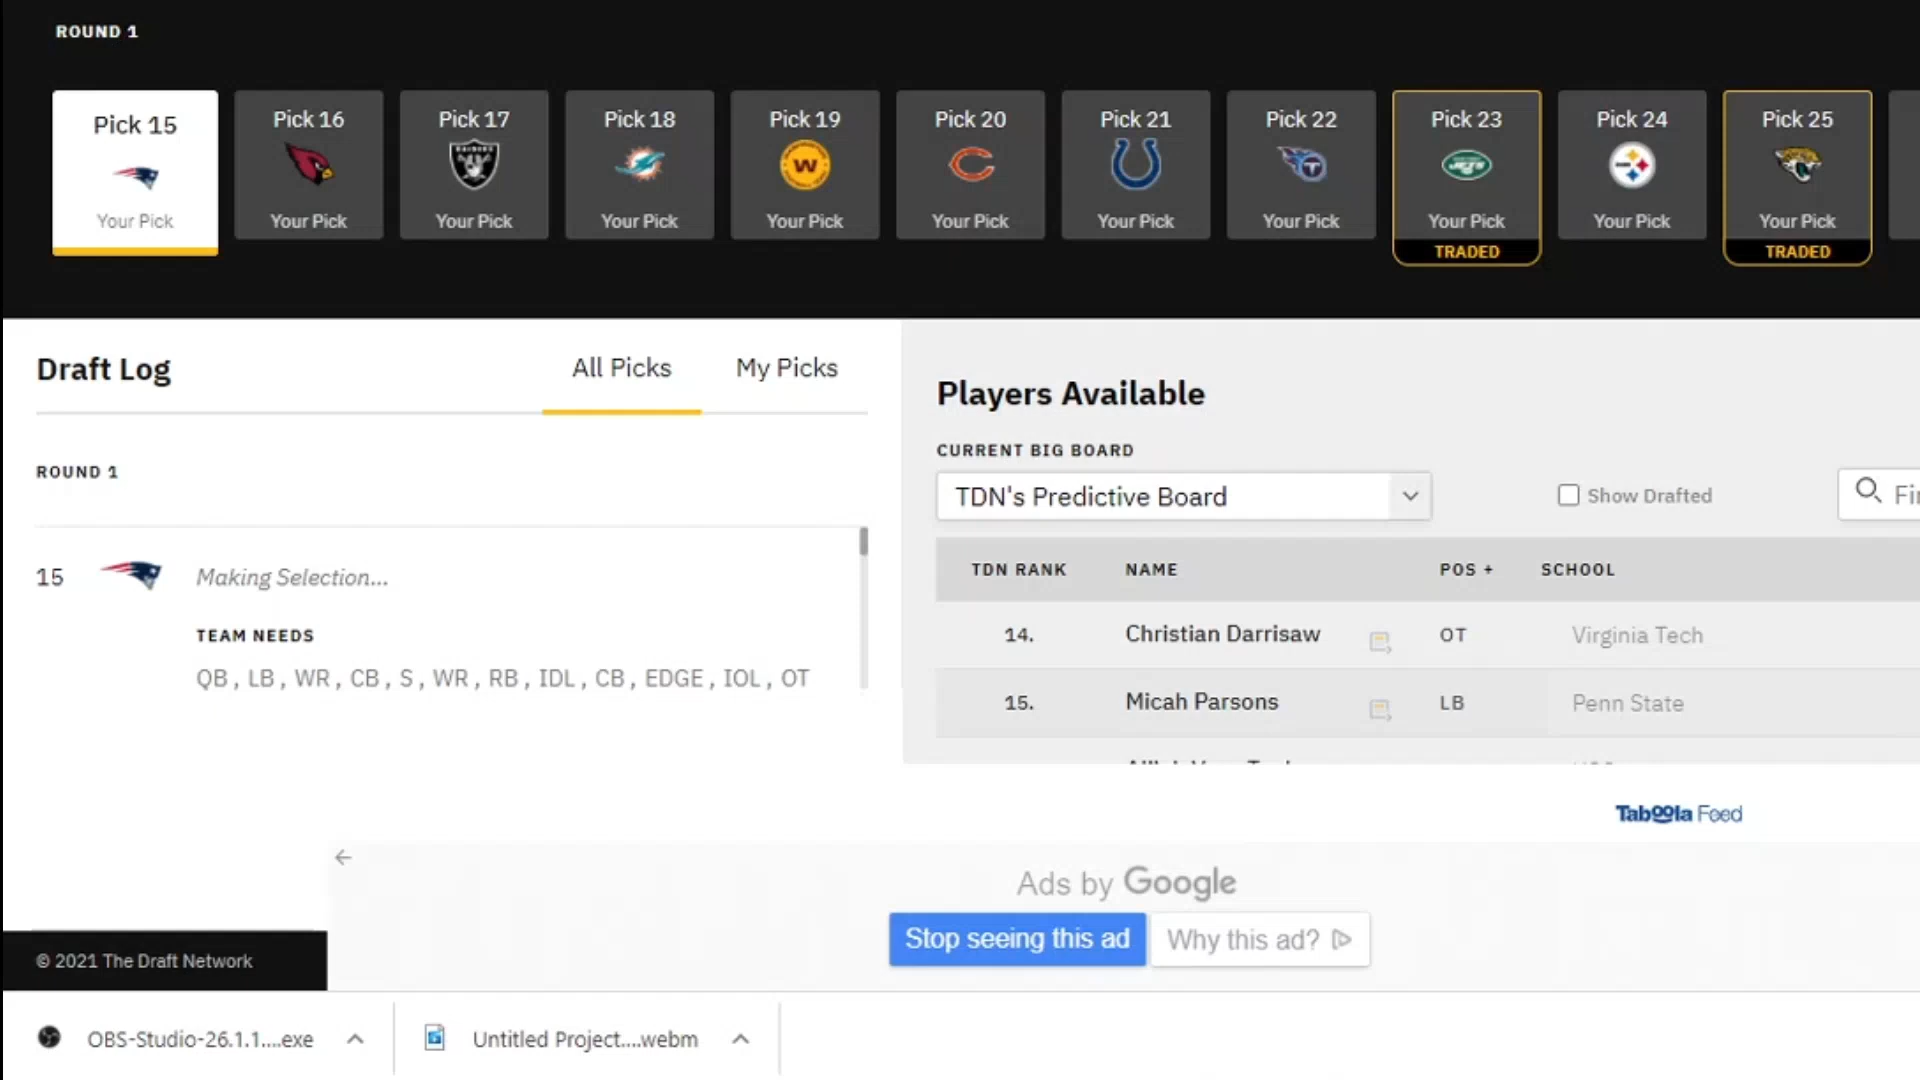 ROUND 1
Pick 15
Your Pick
Pick 16
Your Pick
Pick 17
RAIDERS
Your Pick
Pick 18
Your Pick
Pick 19
W
Your Pick
Pick 20
Your Pick
Pick 21
Your Pick
Pick 22
Your Pick
Pick 23
JETS
Your Pick
TRADED
Pick 24
Your Pick
Pick 25
Your Pick
TRADED
Draft Log
All Picks
My Picks
ROUND 1
15
Making Selection...
TEAM NEEDS
QB , LB , WR , CB , S , WR , RB , IDL , CB , EDGE , IOL , OT
Players Available
CURRENT BIG BOARD
TDN's Predictive Board
Show Drafted
TDN RANK NAME POS + SCHOOL
14. Christian Darrisaw OT Virginia Tech
15. Micah Parsons LB Penn State
Taboola Feed
Ads by Google
Stop seeing this ad
Why this ad?
© 2021 The Draft Network
OBS-Studio-26.1.1....exe
Untitled Project....webm